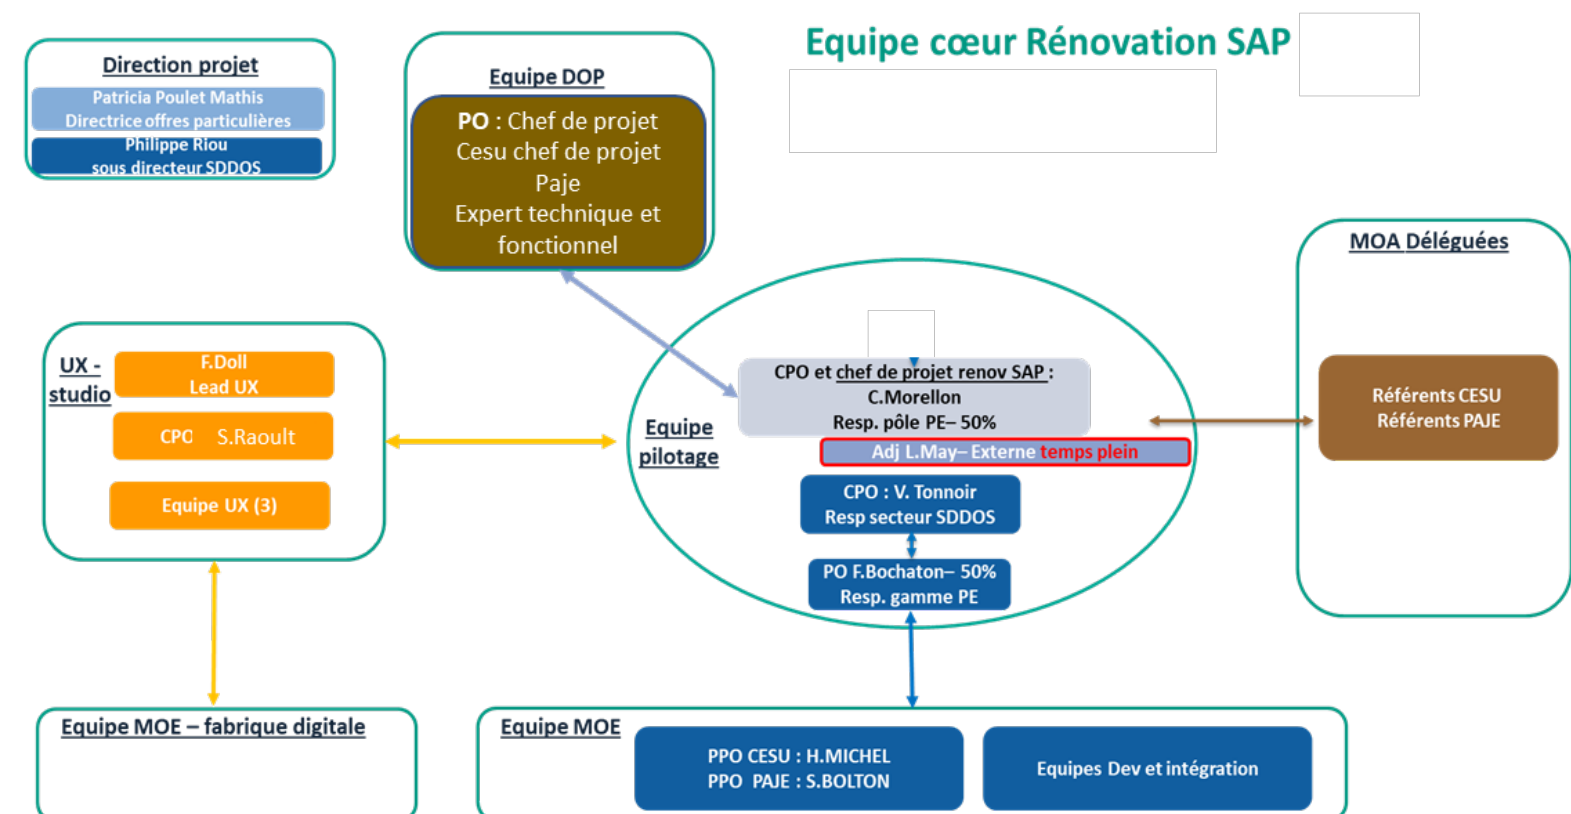 Equipe cœur Rénovation SAP
Direction projet
Patricia Poulet Mathis
Directrice offres particulières
Philippe Riou
sous directeur SDDOS
Equipe DOP
PO : Chef de projet
Cesu chef de projet
Paje
Expert technique et
fonctionnel
MOA Déléguées
Référents CESU
Référents PAJE
UX -
studio
F.Doll
Lead UX
CPO S.Raoult
Equipe UX (3)
Equipe
pilotage
CPO et chef de projet renov SAP :
C.Morellon
Resp. pôle PE– 50%
Adj L.May– Externe temps plein
CPO : V. Tonnoir
Resp secteur SDDOS
PO F.Bochaton– 50%
Resp. gamme PE
Equipe MOE – fabrique digitale
Equipe MOE
PPO CESU : H.MICHEL
PPO PAJE : S.BOLTON
Equipes Dev et intégration